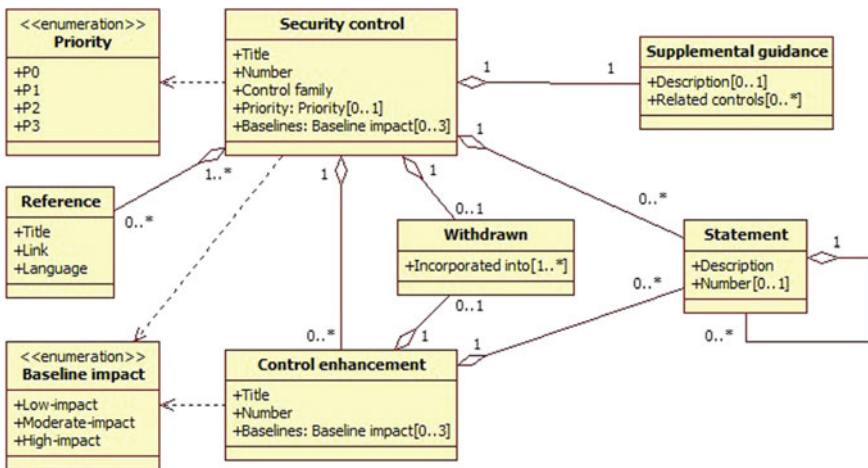 <<enumeration>>
Priority
+P0
+P1
+P2
+P3
Security control
+Title
+Number
+Control family
+Priority: Priority[0..1]
+Baselines: Baseline impact[0..3]
1
1
Supplemental guidance
+Description[0..1]
+Related controls[0..*]
1..*
1
1
1
Reference
+Title
+Link
+Language
0..*
0..1
0..*
Withdrawn
+Incorporated into[1..*]
Statement
+Description
+Number[0..1]
1
0..*
0..1
0..*
0..*
1
1
<<enumeration>>
Baseline impact
+Low-impact
+Moderate-impact
+High-impact
Control enhancement
+Title
+Number
+Baselines: Baseline impact[0..3]